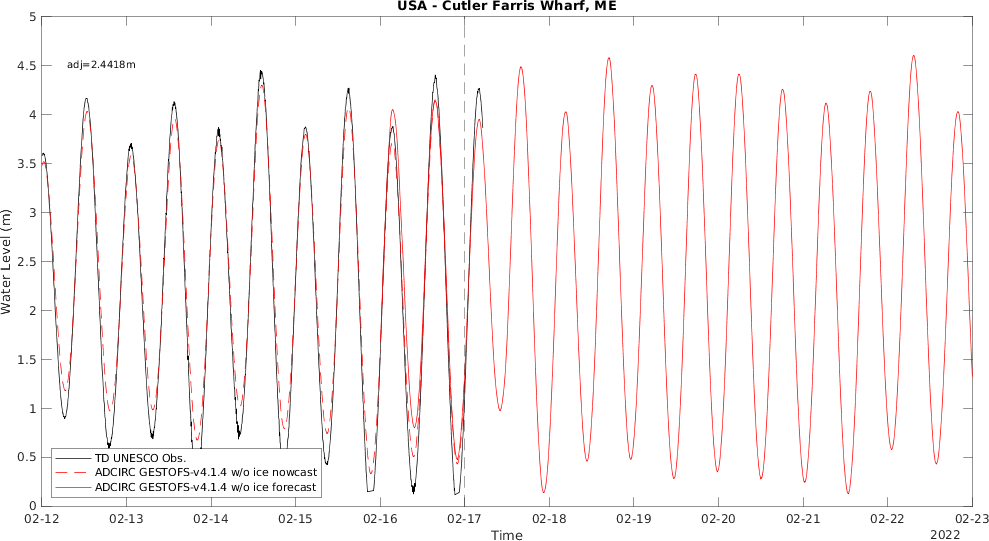 USA - Cutler Farris Wharf, ME
adj=2.4418m
Water Level (m)
5
4.5
4
3.5
3
2.5
2
1.5
1
0.5
0
TD UNESCO Obs.
ADCIRC GESTOFS-v4.1.4 w/o ice nowcast
ADCIRC GESTOFS-v4.1.4 w/o ice forecast
02-12 02-13 02-14 02-15 02-16 02-17 02-18 02-19 02-20 02-21 02-22 02-23
Time
2022